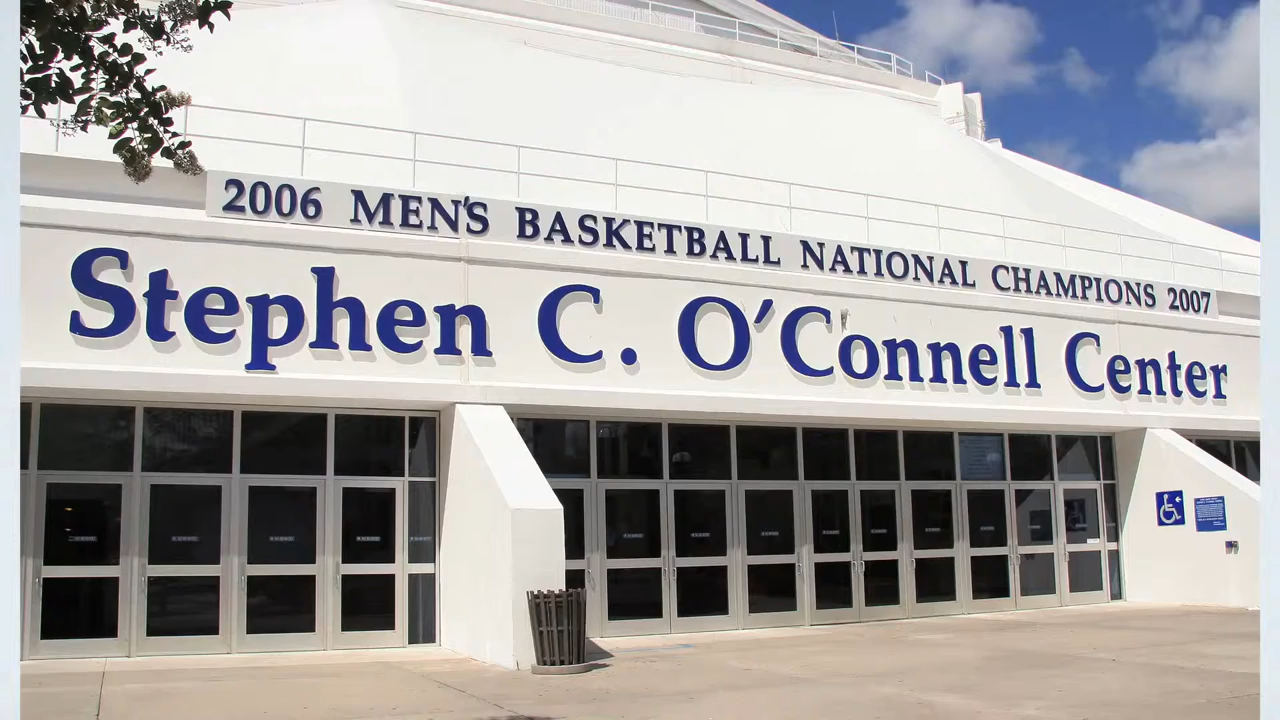 2006 MEN'S BASKETBALL NATIONAL CHAMPIONS 2007
Stephen C. O'Connell Center